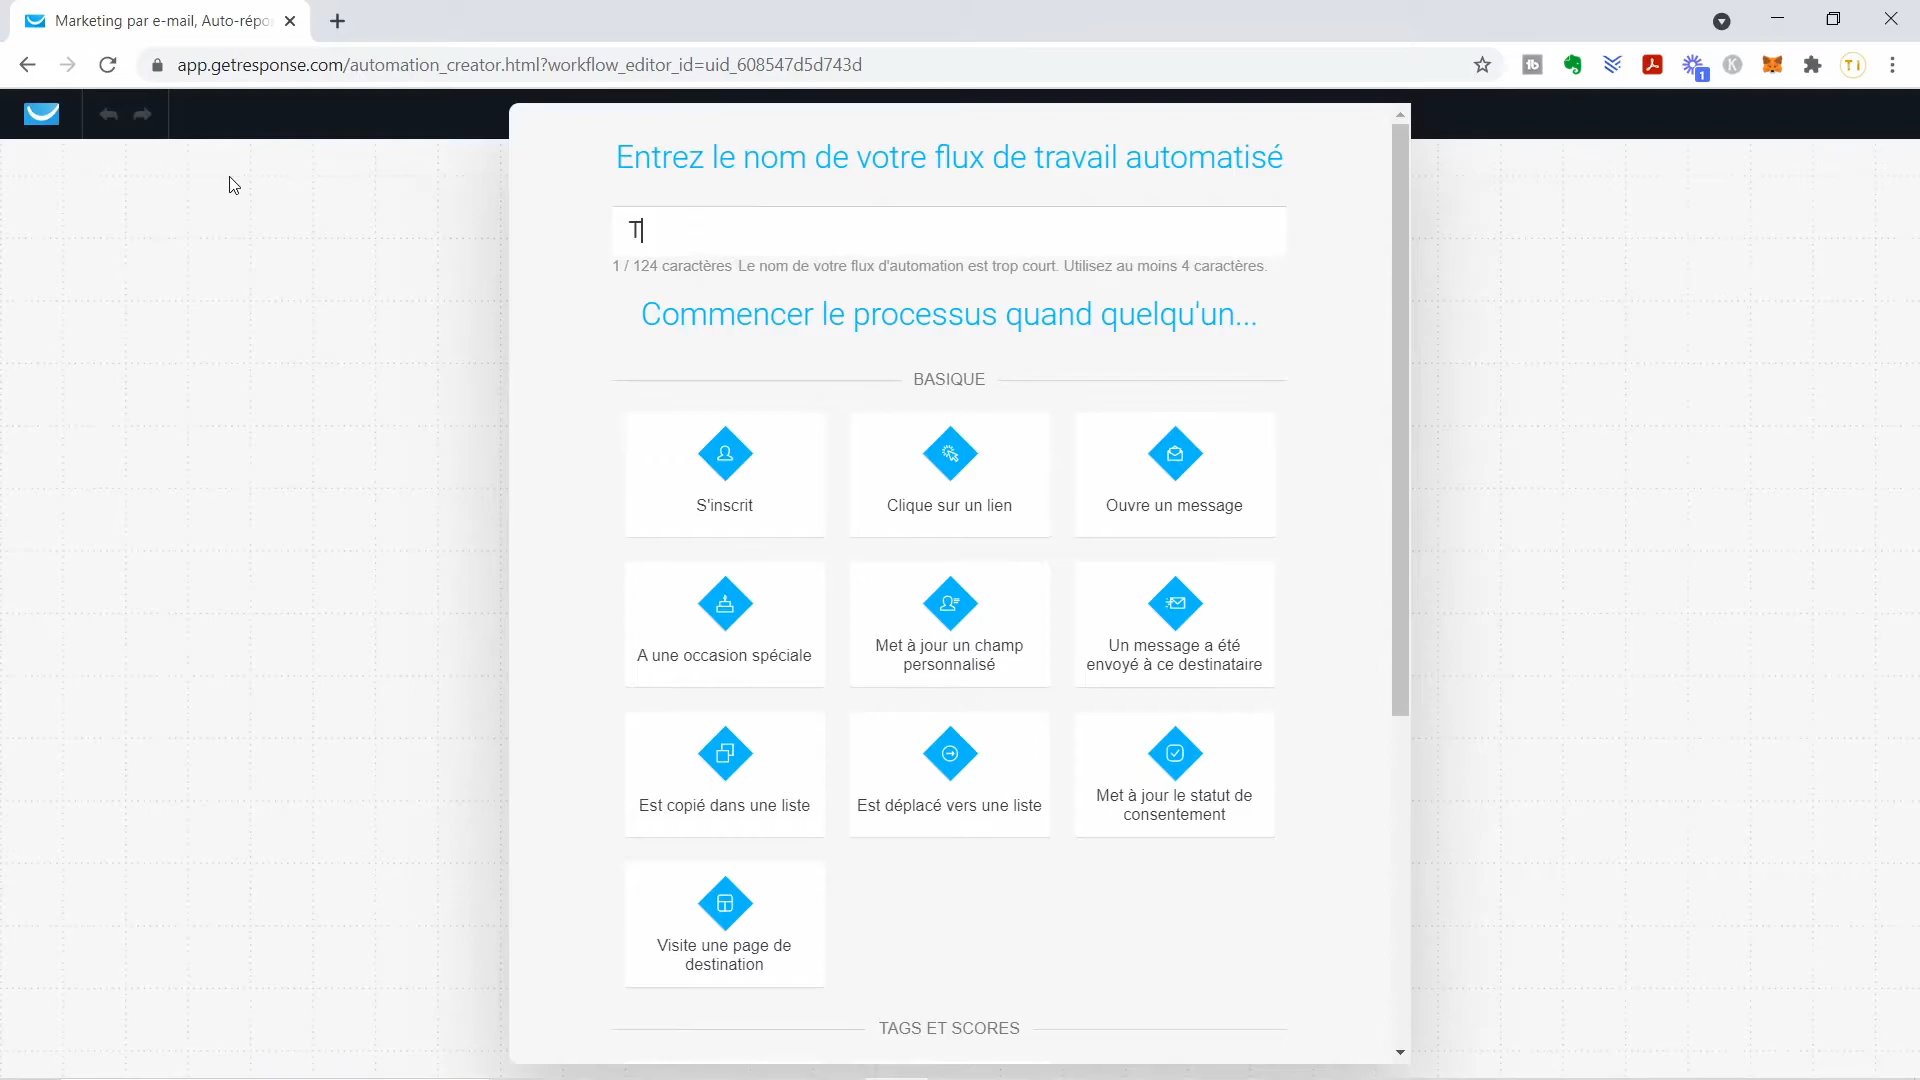 Marketing par e-mail, Auto-répo
app.getresponse.com/automation_creator.html?workflow_editor_id=uid_608547d5d743d
1
T I
Entrez le nom de votre flux de travail automatisé
T
1 / 124 caractères Le nom de votre flux d'automation est trop court. Utilisez au moins 4 caractères.
Commencer le processus quand quelqu'un...
BASIQUE
S'inscrit
Clique sur un lien
Ouvre un message
A une occasion spéciale
Met à jour un champ
personnalisé
Un message a été
envoyé à ce destinataire
Est copié dans une liste
Est déplacé vers une liste
Met à jour le statut de
consentement
Visite une page de
destination
TAGS ET SCORES